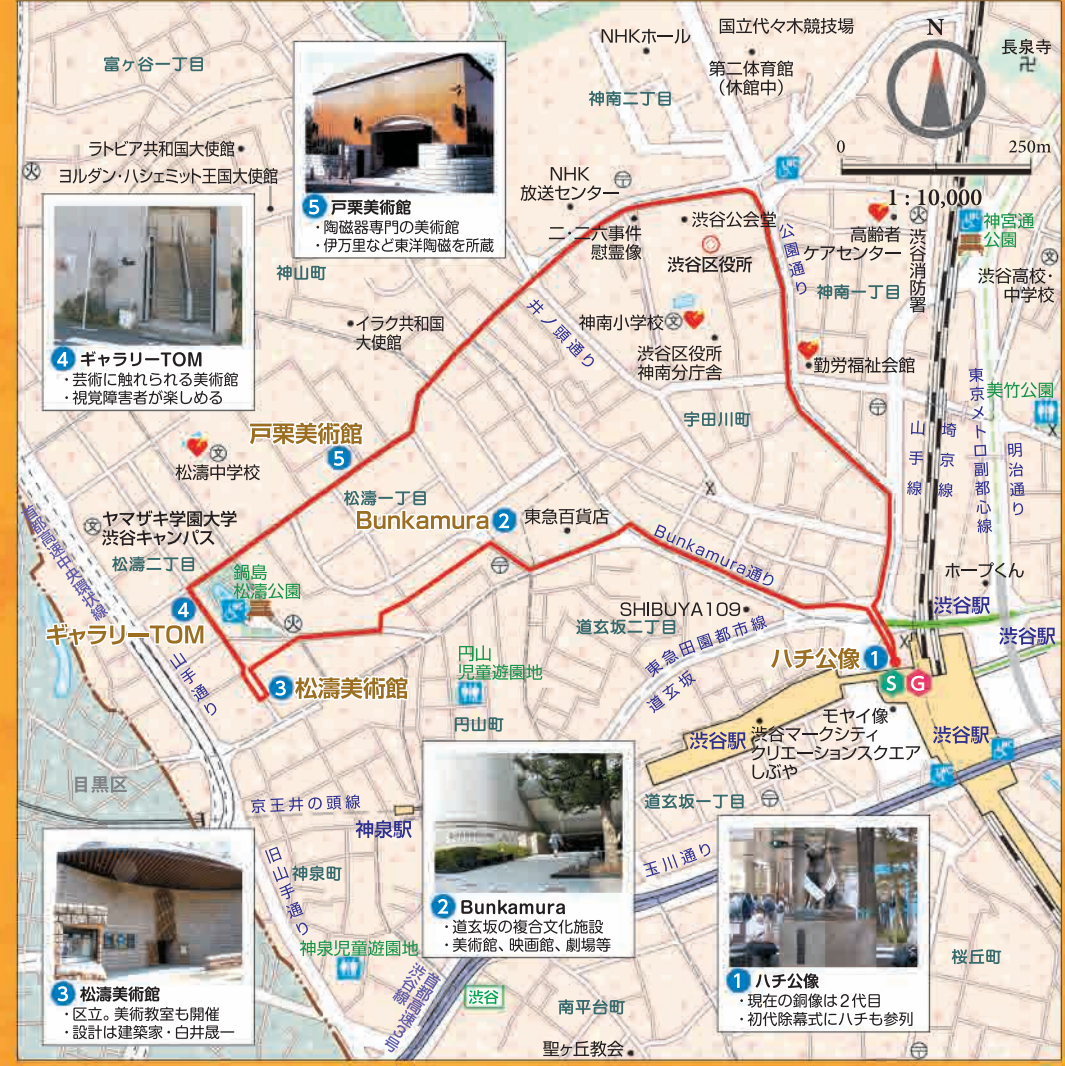 富ヶ谷一丁目
NHKホール
国立代々木競技場
第二体育館
(休館中)
N
長泉寺
神南二丁目
0 250m
1:10,000
ラトビア共和国大使館
ヨルダン・ハシェミット王国大使館
5 戸栗美術館
・陶磁器専門の美術館
・伊万里など東洋陶磁を所蔵
NHK
放送センター
二・二六事件
慰霊像
渋谷公会堂
渋谷区役所
公園通り
高齢者
ケアセンター
渋谷消防署
神宮通
公園
渋谷高校・
中学校
神南一丁目
神山町
井ノ頭通り
イラク共和国
大使館
神南小学校
渋谷区役所
神南分庁舎
勤労福祉会館
4 ギャラリーTOM
・芸術に触れられる美術館
・視覚障害者が楽しめる
宇田川町
山手線
埼京線
東京メトロ副都心線
美竹公園
明治通り
戸栗美術館
5
松濤中学校
松濤一丁目
Bunkamura 2
東急百貨店
ヤマザキ学園大学
渋谷キャンパス
首都高速中央環状線
松濤二丁目
鍋島
松濤公園
4
ギャラリーTOM
Bunkamura通り
ホープくん
渋谷駅
渋谷駅
SHIBUYA109
道玄坂二丁目
東急田園都市線
道玄坂
ハチ公像 1
S G
山手通り
3 松濤美術館
円山
児童遊園地
円山町
モヤイ像
渋谷マークシティ
クリエーションスクエア
しぶや
渋谷駅
渋谷駅
目黒区
京王井の頭線
神泉駅
道玄坂一丁目
玉川通り
旧山手通り
神泉町
神泉児童遊園地
首都高速3号
渋谷線
渋谷
南平台町
聖ヶ丘教会
桜丘町
3 松濤美術館
・区立。美術教室も開催
・設計は建築家・白井晟一
2 Bunkamura
・道玄坂の複合文化施設
・美術館、映画館、劇場等
1 ハチ公像
・現在の銅像は2代目
・初代除幕式にハチも参列